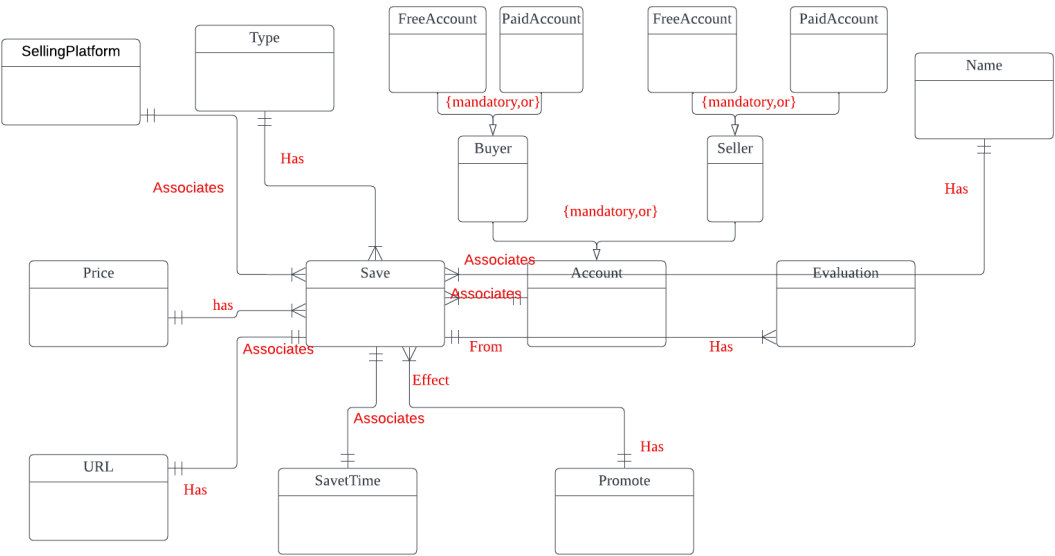 FreeAccount
PaidAccount
FreeAccount
PaidAccount
Type
SellingPlatform
Name
{mandatory,or}
{mandatory,or}
Buyer
Seller
Has
Associates
Has
{mandatory,or}
Associates
Price
Save
Account
Evaluation
Associates
has
Associates
From
Has
Effect
Associates
Has
URL
Has
SavetTime
Promote